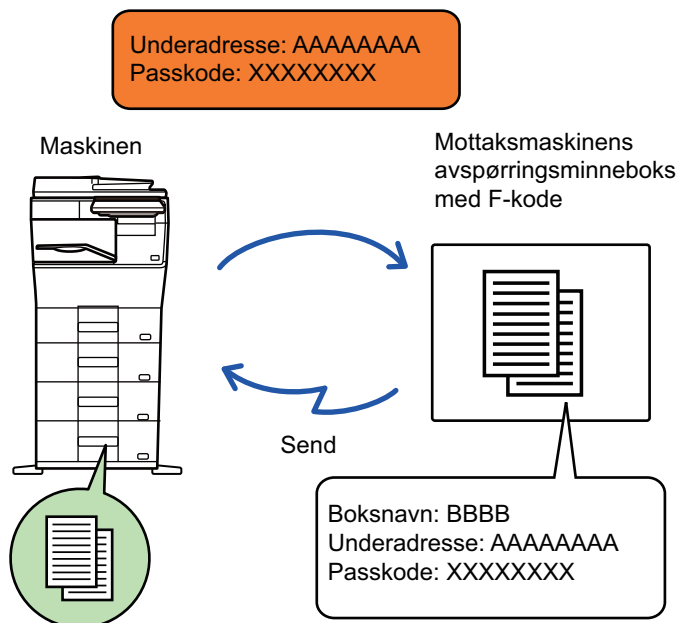 Underadresse: AAAAAAAA
Passkode: XXXXXXXX
Maskinen
Mottaksmaskinens
avspørringsminneboks
med F-kode
Send
Boksnavn: BBBB
Underadresse: AAAAAAAA
Passkode: XXXXXXXX